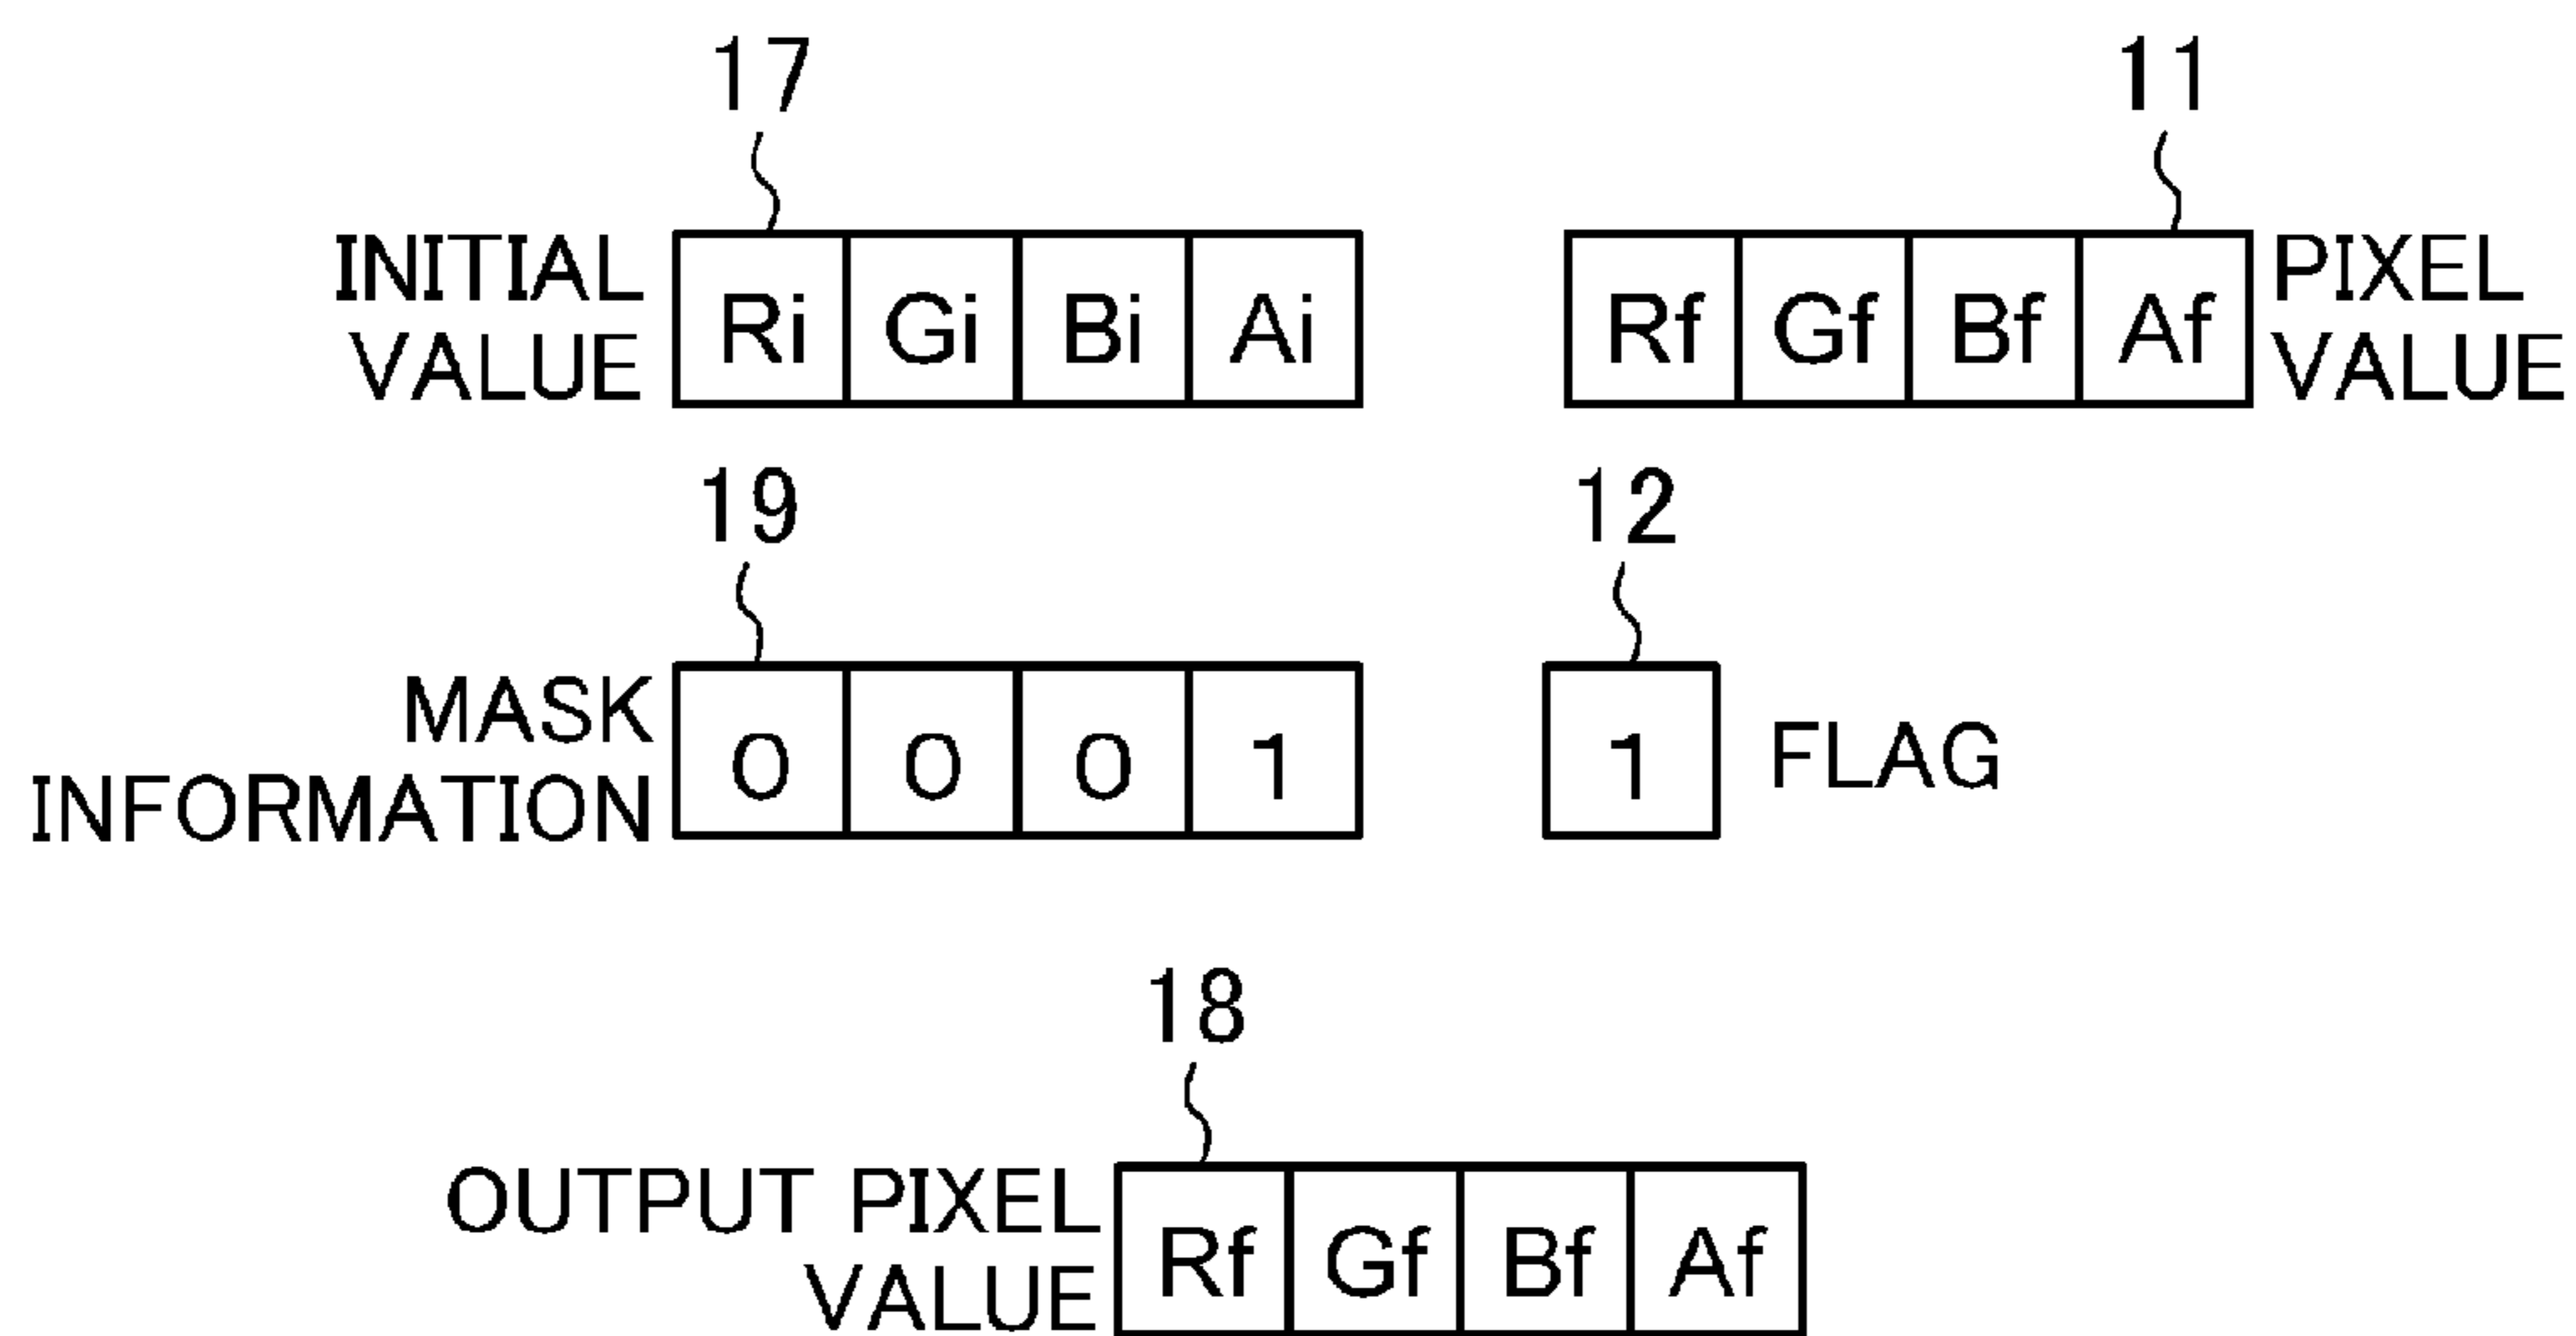 17
11
INITIAL VALUE
Ri Gi Bi Ai
Rf Gf Bf Af
PIXEL VALUE
19
12
MASK INFORMATION
0 0 0 1
1
FLAG
18
OUTPUT PIXEL VALUE
Rf Gf Bf Af